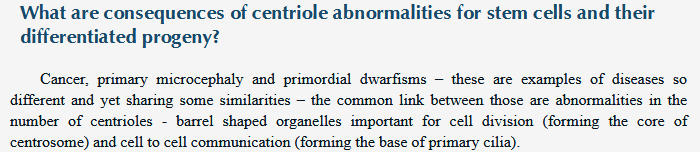 What are consequences of centriole abnormalities for stem cells and their
differentiated progeny?
Cancer, primary microcephaly and primordial dwarfisms – these are examples of diseases so
different and yet sharing some similarities – the common link between those are abnormalities in the
number of centrioles - barrel shaped organelles important for cell division (forming the core of
centrosome) and cell to cell communication (forming the base of primary cilia).